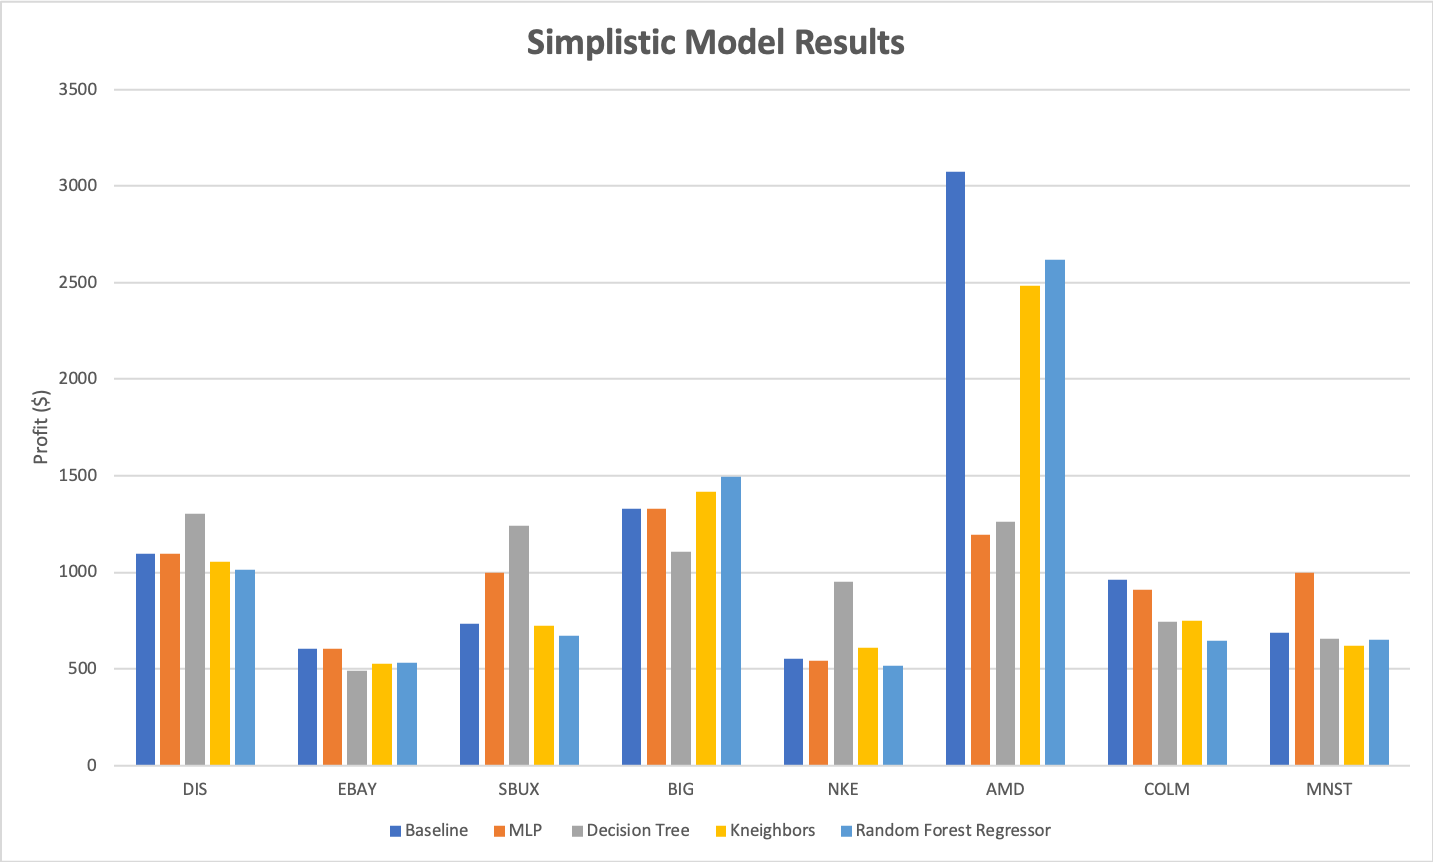 Simplistic Model Results
3500
3000
2500
2000
1500
1000
500
0
Profit ($)
DIS EBAY SBUX BIG NKE AMD COLM MNST
Baseline MLP Decision Tree Kneighbors Random Forest Regressor